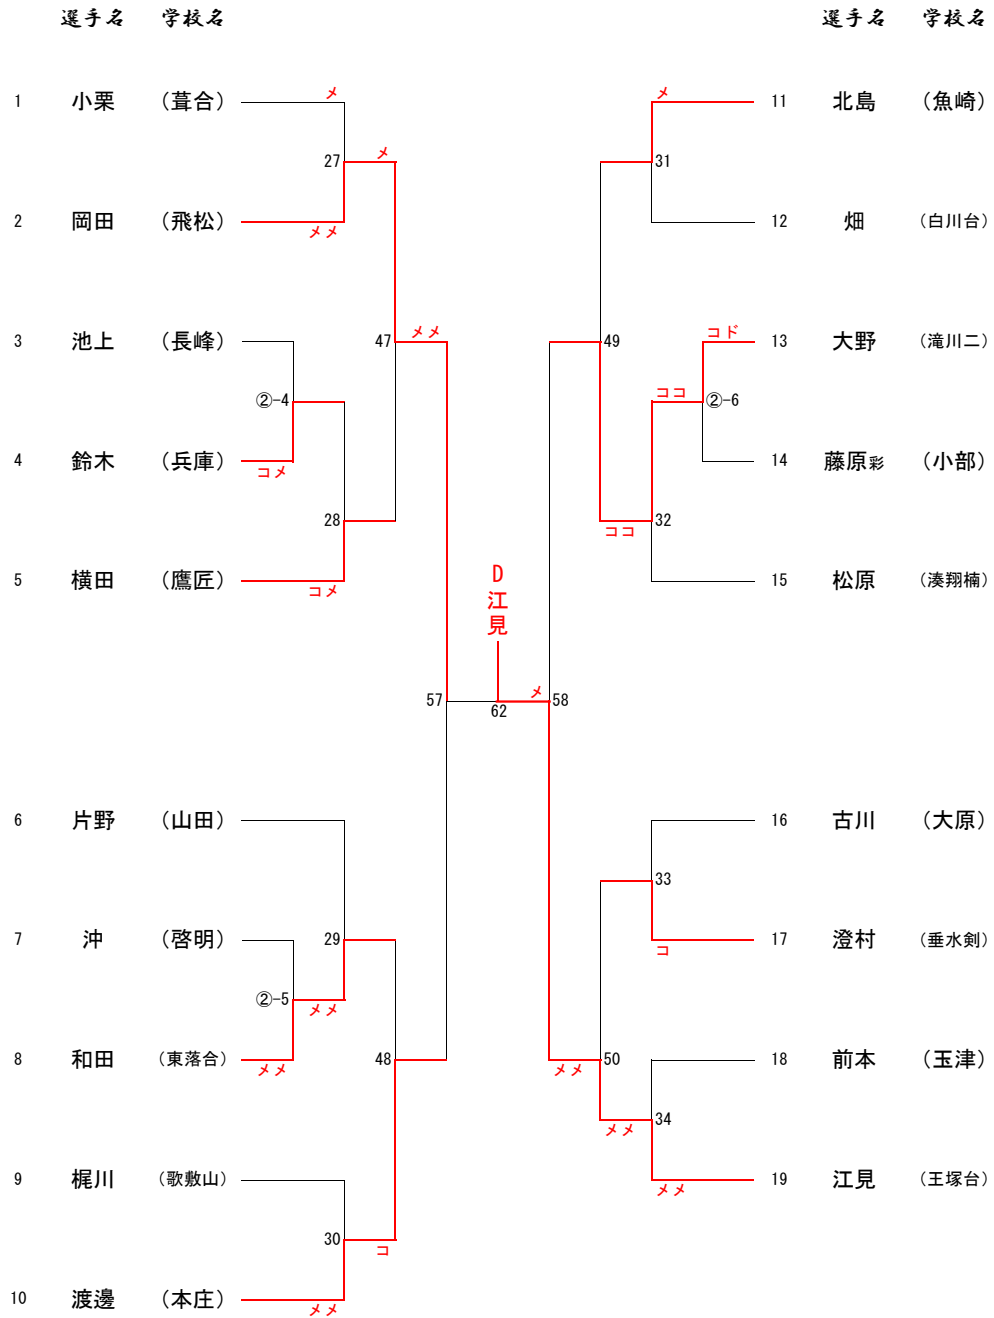 選手名 学校名
1 小栗 （葺合） メ
27 メ
2 岡田 （飛松） メメ
3 池上 （長峰）
47 メメ
②-4
4 鈴木 （兵庫） コメ
28
5 横田 （鷹匠） コメ
57
6 片野 （山田）
7 沖 （啓明）
29
②-5 メメ
8 和田 （東落合） メメ
48
9 梶川 （歌敷山）
30 コ
10 渡邊 （本庄） メメ
D
江
見
62
メ
選手名 学校名
メ 11 北島 （魚崎）
31
12 畑 （白川台）
49
コド 13 大野 （滝川二）
ココ ②-6
14 藤原彩 （小部）
ココ 32
15 松原 （湊翔楠）
58
16 古川 （大原）
33
コ 17 澄村 （垂水剣）
メメ 50
18 前本 （玉津）
メメ 34
メメ 19 江見 （王塚台）